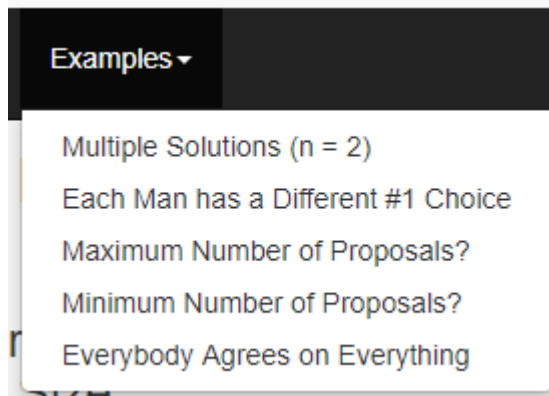 Examples
Multiple Solutions (n = 2)
Each Man has a Different #1 Choice
Maximum Number of Proposals?
Minimum Number of Proposals?
Everybody Agrees on Everything